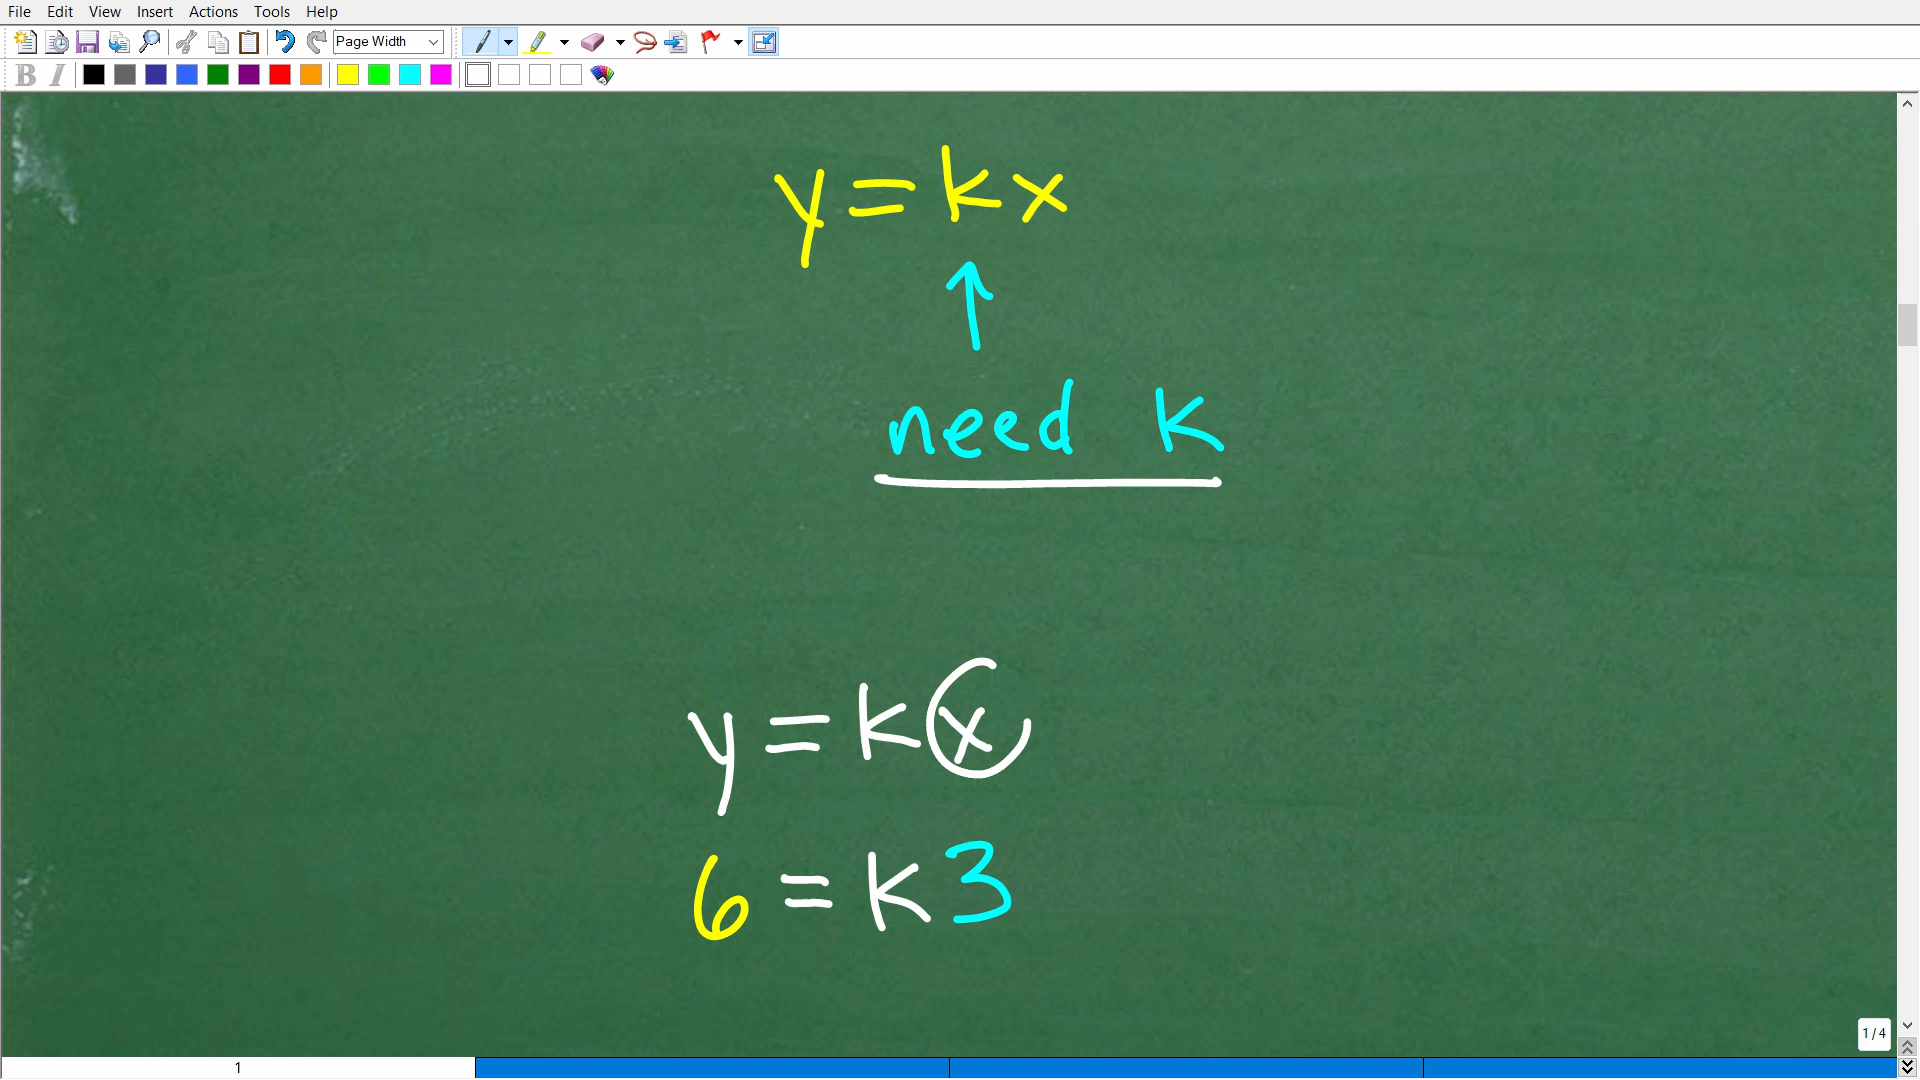 File Edit View Insert Actions Tools Help
Page Width
B I
y = kx
need k
y = kx
6 = k3
1 / 4
1